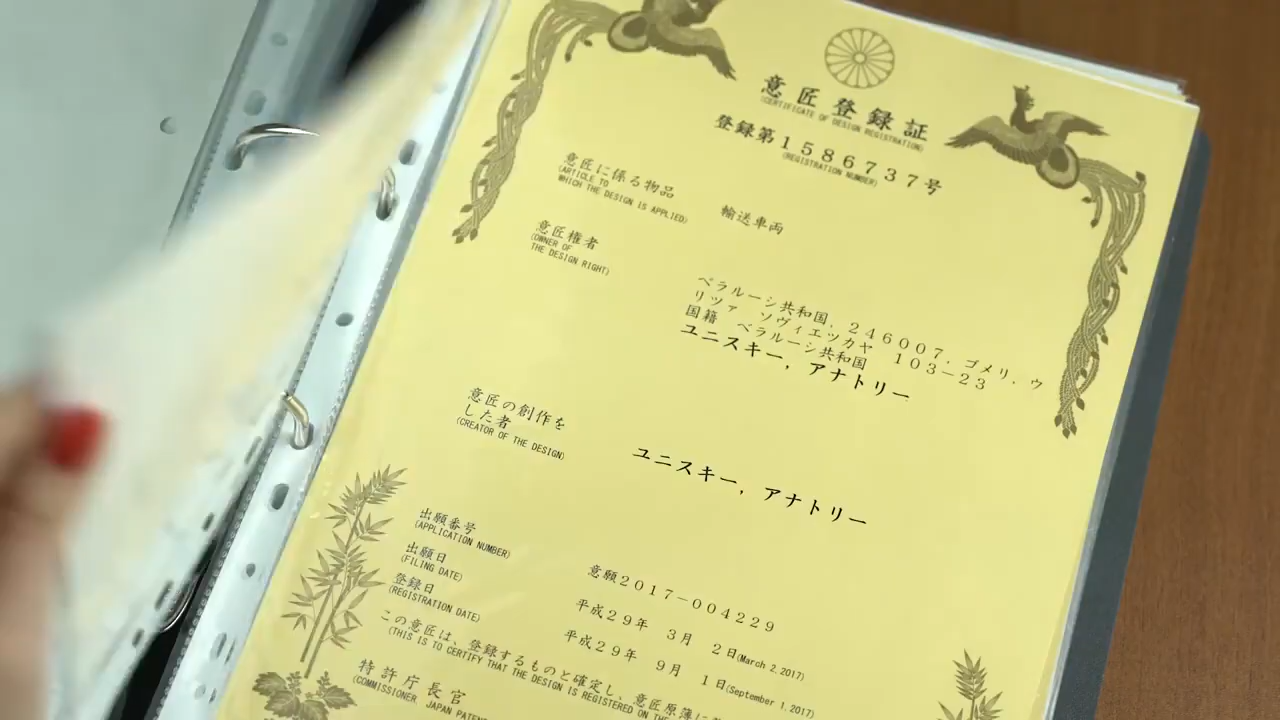 意匠登録証
(CERTIFICATE OF DESIGN REGISTRATION)
登録第1586737号
(REGISTRATION NUMBER)
意匠に係る物品
(ARTICLE TO
WHICH THE DESIGN IS APPLIED)
輸送車両
意匠権者
(OWNER OF
THE DESIGN RIGHT)
ベラルーシ共和国，246007，ゴメリ，ウ
リツァ ソヴィエツカヤ 103-23
国籍 ベラルーシ共和国
ユニスキー，アナトリー
意匠の創作を
した者
(CREATOR OF THE DESIGN)
ユニスキー，アナトリー
出願番号
(APPLICATION NUMBER)
意願2017-004229
出願日
(FILING DATE)
平成29年 3月 2日(March 2,2017)
登録日
(REGISTRATION DATE)
平成29年 9月 1日(September 1,2017)
この意匠は、登録するものと確定し、意匠原簿に
(THIS IS TO CERTIFY THAT THE DESIGN IS REGISTERED ON THE
特許庁長官
(COMMISSIONER, JAPAN PATEN